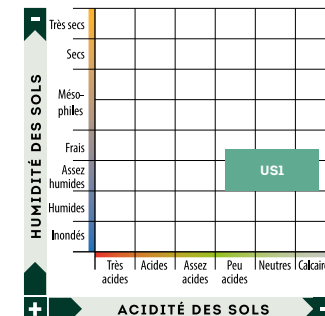 HUMIDITÉ DES SOLS
Très secs
Secs
Méso-
philes
Frais
Assez
humides
Humides
Inondés
US1
Très
acides
Acides
Assez
acides
Peu
acides
Neutres
Calcaire
ACIDITÉ DES SOLS